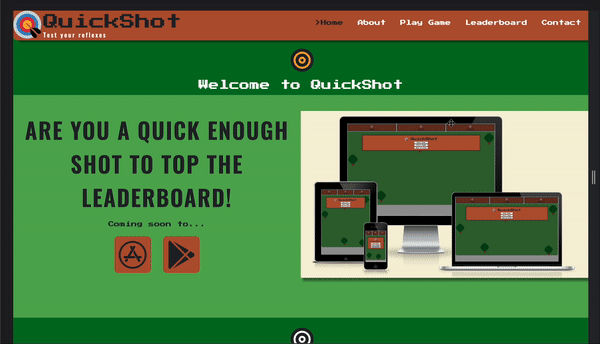 QuickShot
Test your reflexes
>Home About Play Game Leaderboard Contact
Welcome to QuickShot
ARE YOU A QUICK ENOUGH
SHOT TO TOP THE
LEADERBOARD!
Coming soon to...
QuickShot